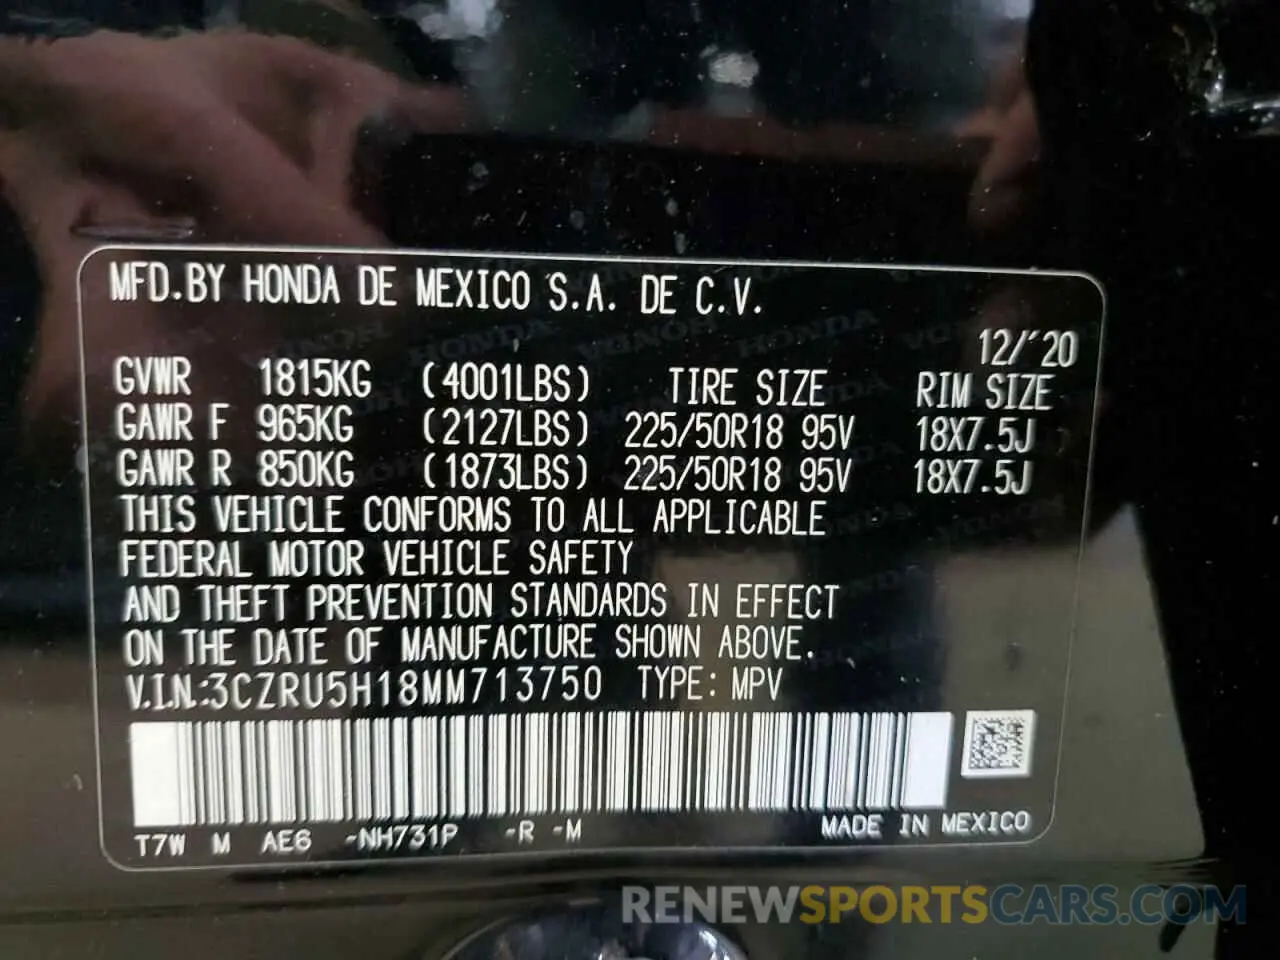 MFD.BY HONDA DE MEXICO S.A. DE C.V.
12/'20
GVWR 1815KG (4001LBS) TIRE SIZE RIM SIZE
GAWR F 965KG (2127LBS) 225/50R18 95V 18X7.5J
GAWR R 850KG (1873LBS) 225/50R18 95V 18X7.5J
THIS VEHICLE CONFORMS TO ALL APPLICABLE
FEDERAL MOTOR VEHICLE SAFETY
AND THEFT PREVENTION STANDARDS IN EFFECT
ON THE DATE OF MANUFACTURE SHOWN ABOVE.
V.I.N.:3CZRU5H18MM713750 TYPE: MPV
T7W M AE6 -NH731P -R -M MADE IN MEXICO
RENEWSPORTSCARS.COM